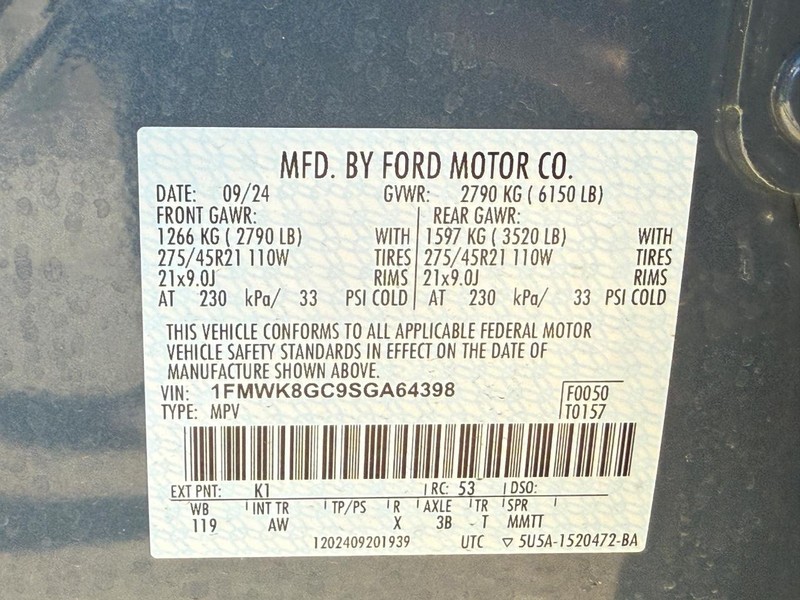 MFD. BY FORD MOTOR CO.
DATE: 09/24 GVWR: 2790 KG ( 6150 LB)
FRONT GAWR: REAR GAWR:
1266 KG ( 2790 LB) WITH 1597 KG ( 3520 LB) WITH
275/45R21 110W TIRES 275/45R21 110W TIRES
21x9.0J RIMS 21x9.0J RIMS
AT 230 kPa/ 33 PSI COLD AT 230 kPa/ 33 PSI COLD
THIS VEHICLE CONFORMS TO ALL APPLICABLE FEDERAL MOTOR
VEHICLE SAFETY STANDARDS IN EFFECT ON THE DATE OF
MANUFACTURE SHOWN ABOVE.
VIN: 1FMWK8GC9SGA64398 F0050
TYPE: MPV T0157
EXT PNT: K1 RC: 53 DSO:
WB INT TR TP/PS R AXLE TR SPR
119 AW X 3B T MMTT
1202409201939 UTC ▽ 5U5A-1520472-BA